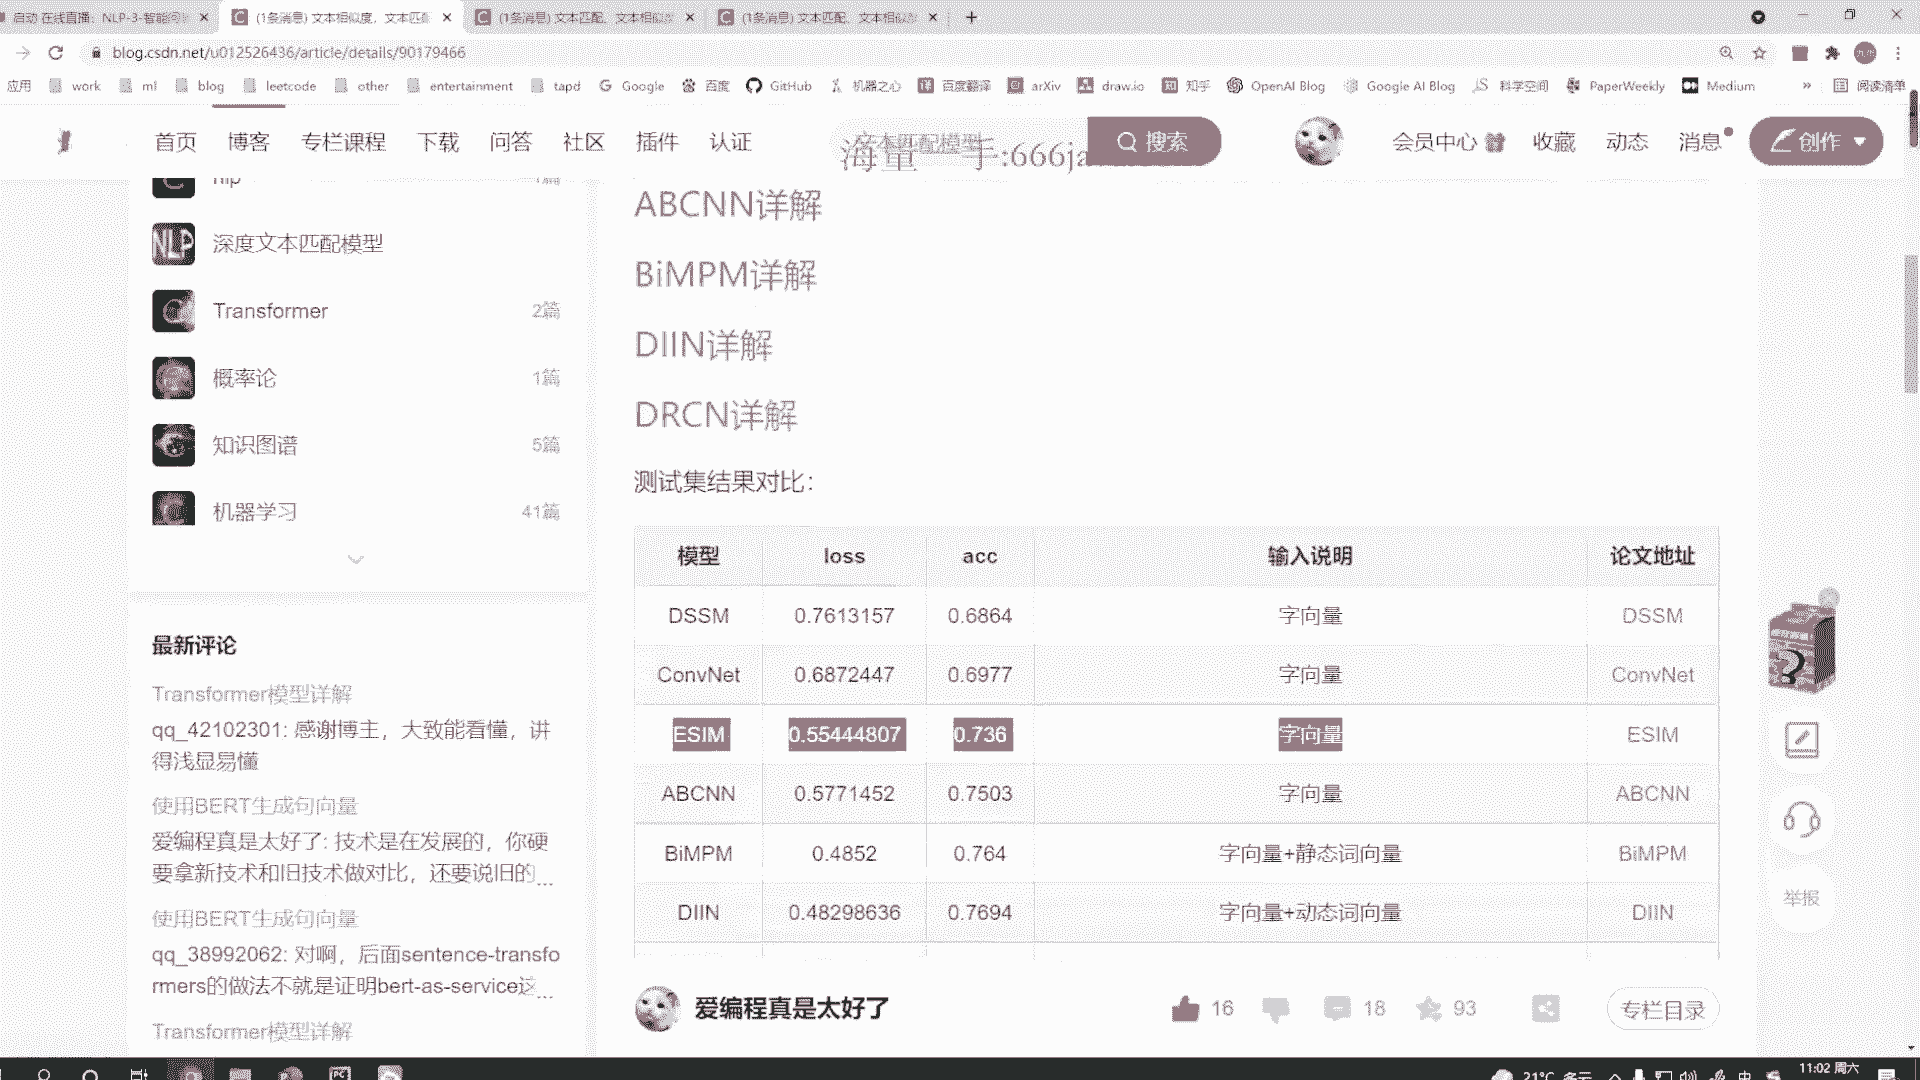 启动 在线直播: NLP-3-智能问
(1条消息) 文本相似度, 文本匹配
(1条消息) 文本匹配、文本相似
(1条消息) 文本匹配、文本相似
blog.csdn.net/u012526436/article/details/90179466
应用 work ml blog leetcode other entertainment tapd Google 百度 GitHub 机器之心 百度翻译 arXiv draw.io 知乎 OpenAI Blog Google AI Blog 科学空间 PaperWeekly Medium » 阅读清单
首页 博客 专栏课程 下载 问答 社区 插件 认证 文本匹配模型 搜索 会员中心 收藏 动态 消息 创作
海量一手:666ja
nlp
深度文本匹配模型
Transformer 2篇
概率论 1篇
知识图谱 5篇
机器学习 41篇
最新评论
Transformer模型详解
qq_42102301: 感谢博主，大致能看懂，讲
得浅显易懂
使用BERT生成句向量
爱编程真是太好了: 技术是在发展的，你硬
要拿新技术和旧技术做对比，还要说旧的...
使用BERT生成句向量
qq_38992062: 对啊，后面sentence-transfo
rmers的做法不就是证明bert-as-service这...
Transformer模型详解
ABCNN详解
BiMPM详解
DIIN详解
DRCN详解
测试集结果对比：
模型 loss acc 输入说明 论文地址
DSSM 0.7613157 0.6864 字向量 DSSM
ConvNet 0.6872447 0.6977 字向量 ConvNet
ESIM 0.55444807 0.736 字向量 ESIM
ABCNN 0.5771452 0.7503 字向量 ABCNN
BiMPM 0.4852 0.764 字向量+静态词向量 BiMPM
DIIN 0.48298636 0.7694 字向量+动态词向量 DIIN
爱编程真是太好了 16 18 93 专栏目录
举报
21°C 多云 中 11:02 周六